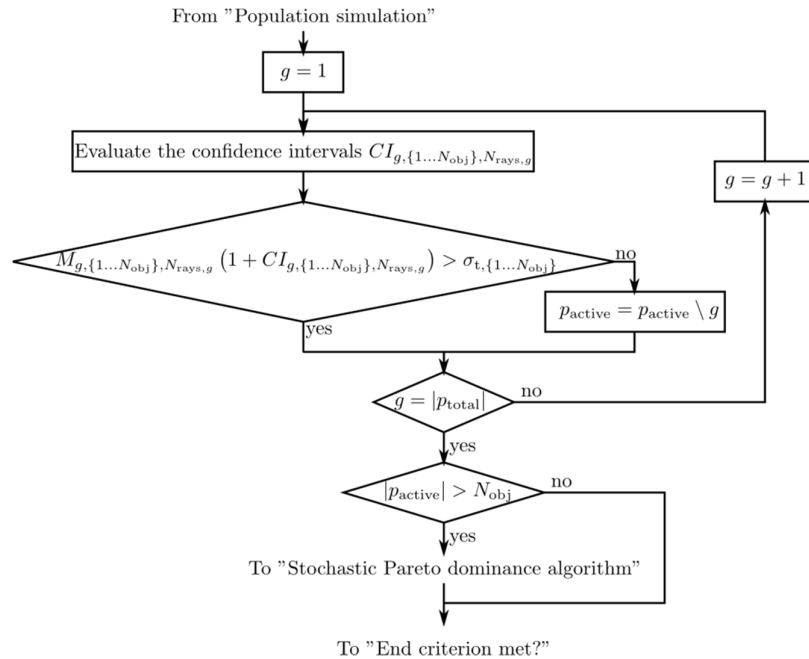 From "Population simulation"
g = 1
Evaluate the confidence intervals CI_{g,{1...N_obj},N_rays,g}
g = g + 1
M_{g,{1...N_obj},N_rays,g} (1 + CI_{g,{1...N_obj},N_rays,g}) > σ_{t,{1...N_obj}}
no
p_active = p_active \ g
yes
g = |p_total|
no
yes
|p_active| > N_obj
no
yes
To "Stochastic Pareto dominance algorithm"
To "End criterion met?"